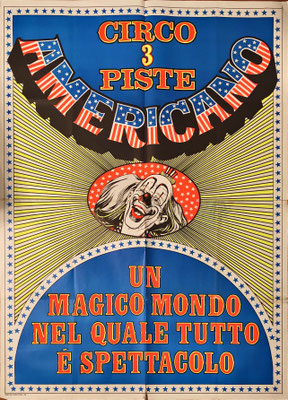 CIRCO
3
PISTE
AMERICANO
UN
MAGICO MONDO
NEL QUALE TUTTO
È SPETTACOLO